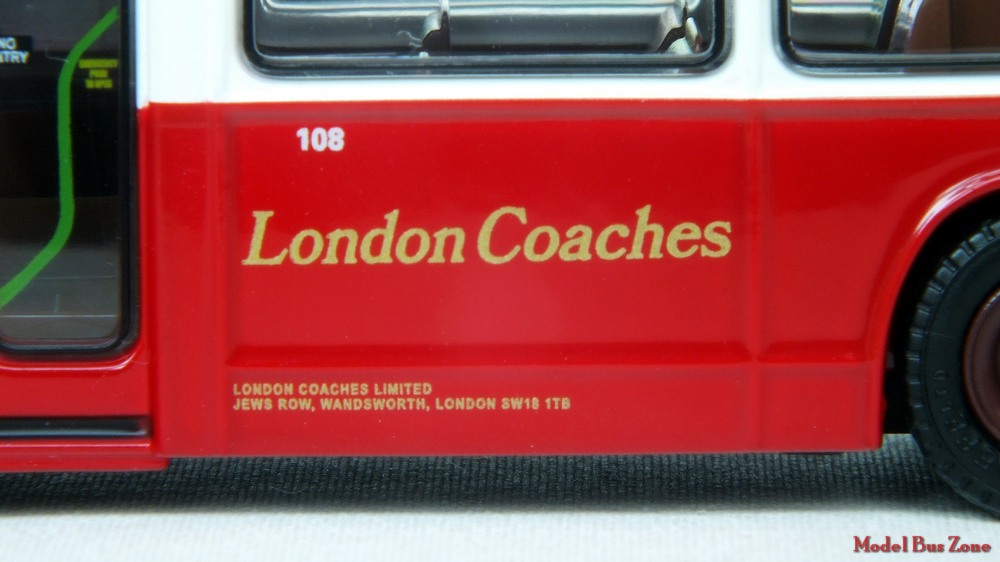 108
London Coaches
LONDON COACHES LIMITED
JEWS ROW, WANDSWORTH, LONDON SW18 1TB
Model Bus Zone